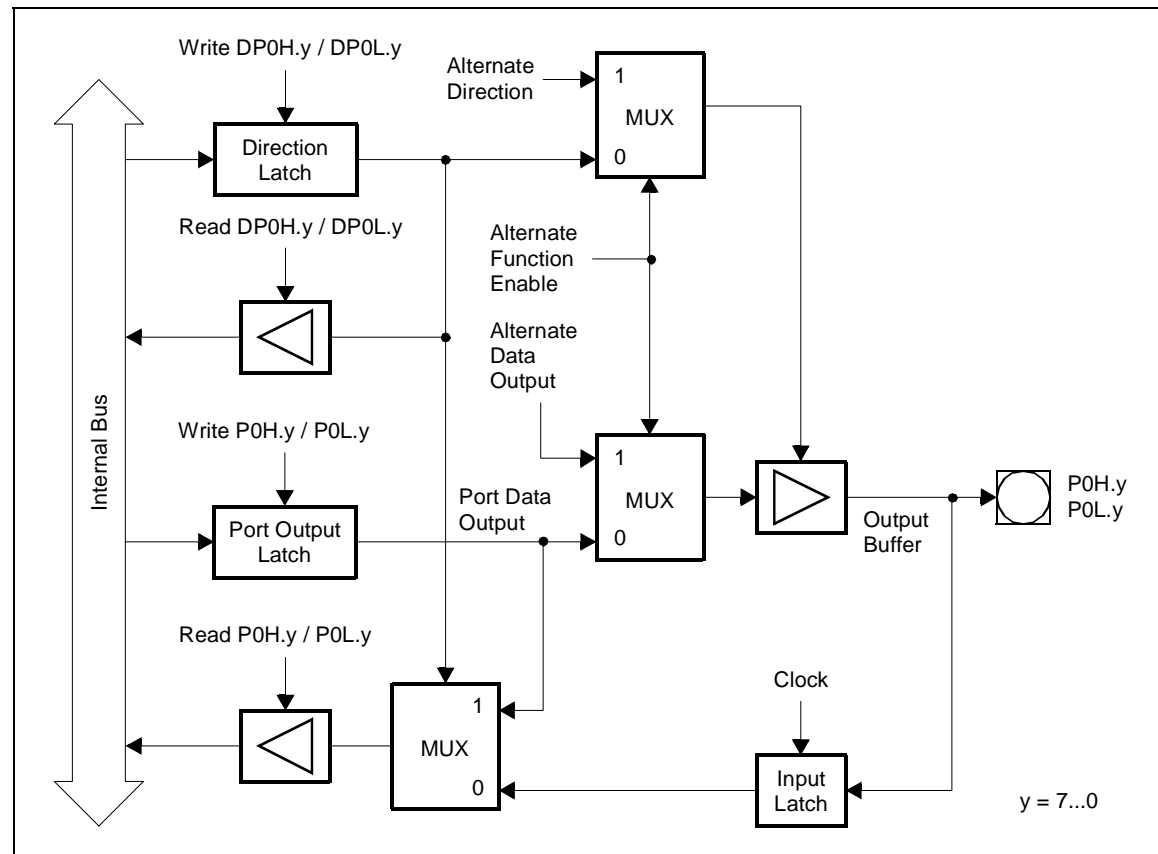 Write DP0H.y / DP0L.y
Alternate
Direction
1
MUX
0
Direction
Latch
Read DP0H.y / DP0L.y
Alternate
Function
Enable
Alternate
Data
Output
Internal Bus
Write P0H.y / P0L.y
Port Output
Latch
Port Data
Output
1
MUX
0
Output
Buffer
P0H.y
P0L.y
Read P0H.y / P0L.y
1
MUX
0
Clock
Input
Latch
y = 7...0